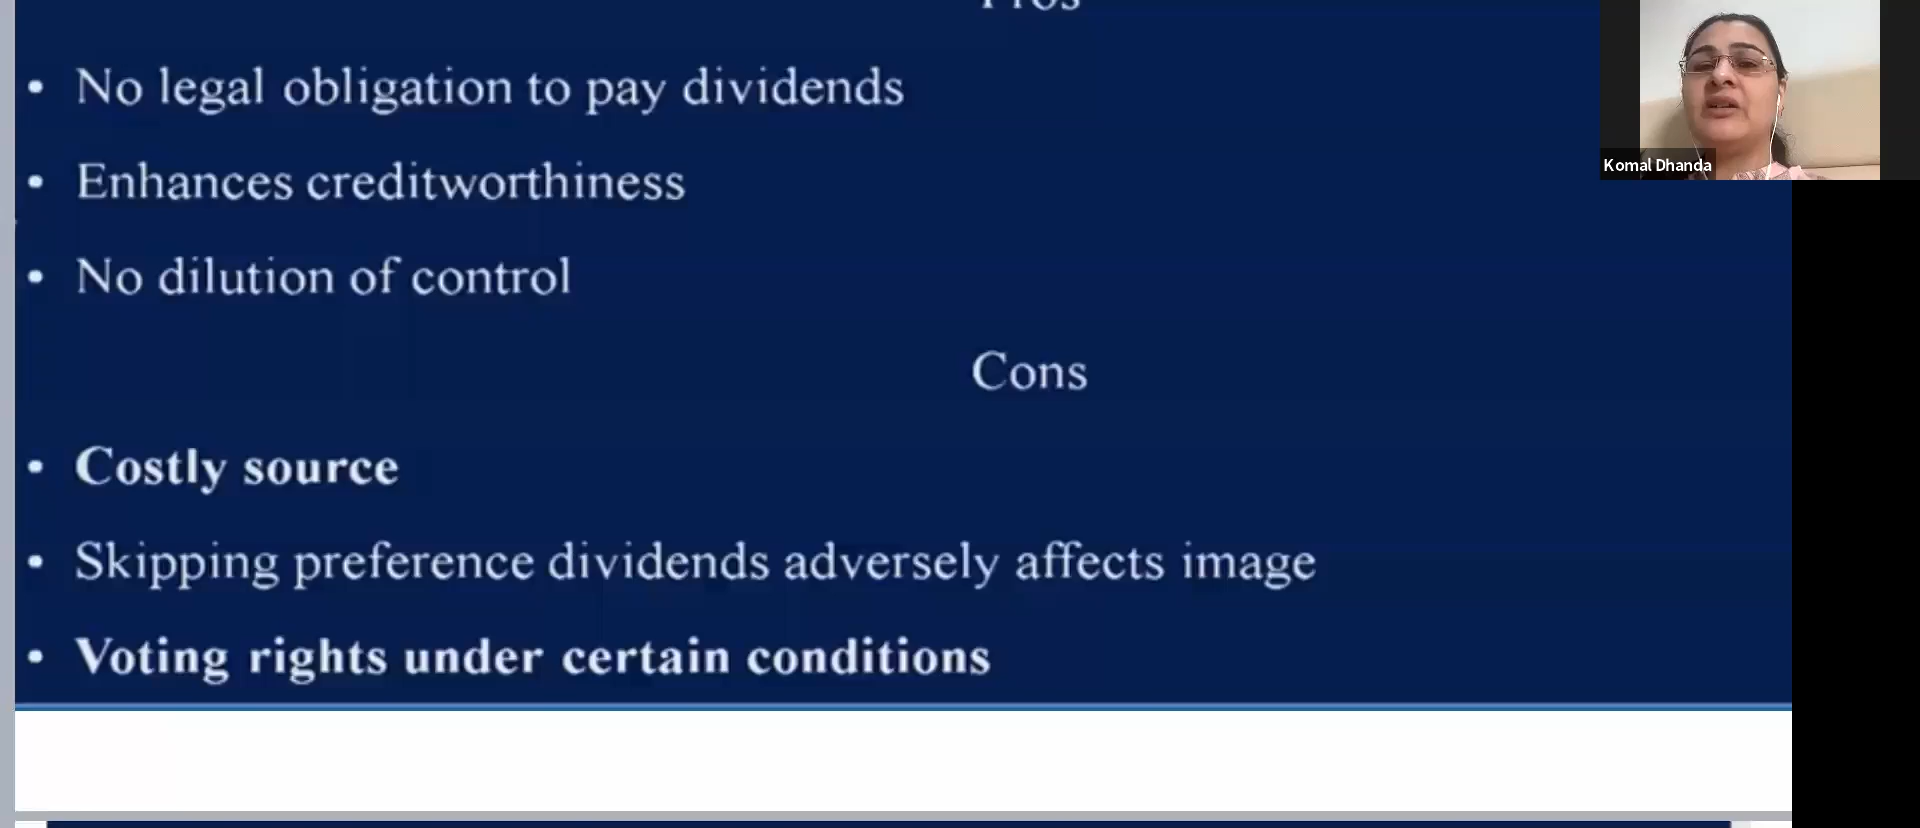 Pros
• No legal obligation to pay dividends
• Enhances creditworthiness
• No dilution of control
Cons
• Costly source
• Skipping preference dividends adversely affects image
• Voting rights under certain conditions
Komal Dhanda